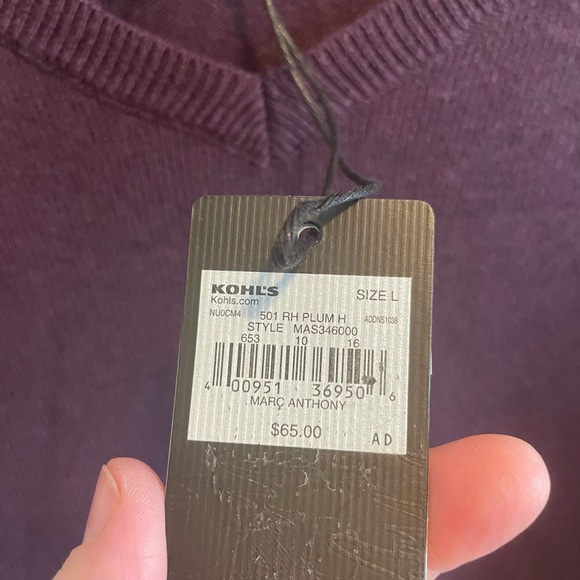 KOHL'S SIZE L
Kohls.com
NU0CM4 501 RH PLUM H ADDNS1038
STYLE MAS346000
653 10 16
4 00951 36950 6
MARC ANTHONY
$65.00 AD